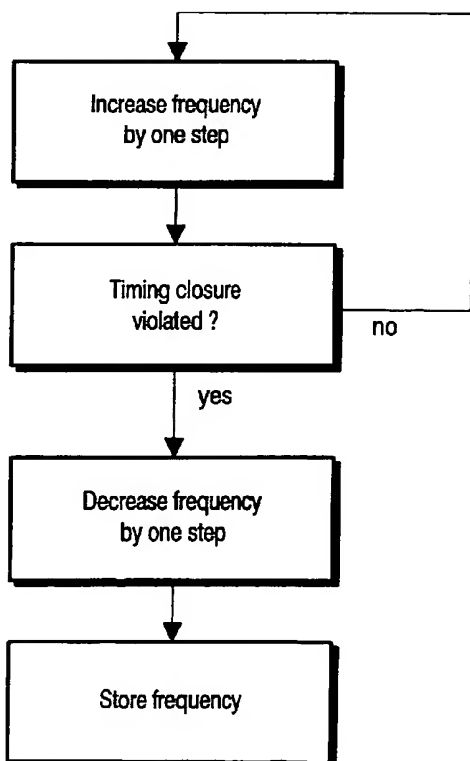 Increase frequency
by one step
Timing closure
violated ?
no
yes
Decrease frequency
by one step
Store frequency